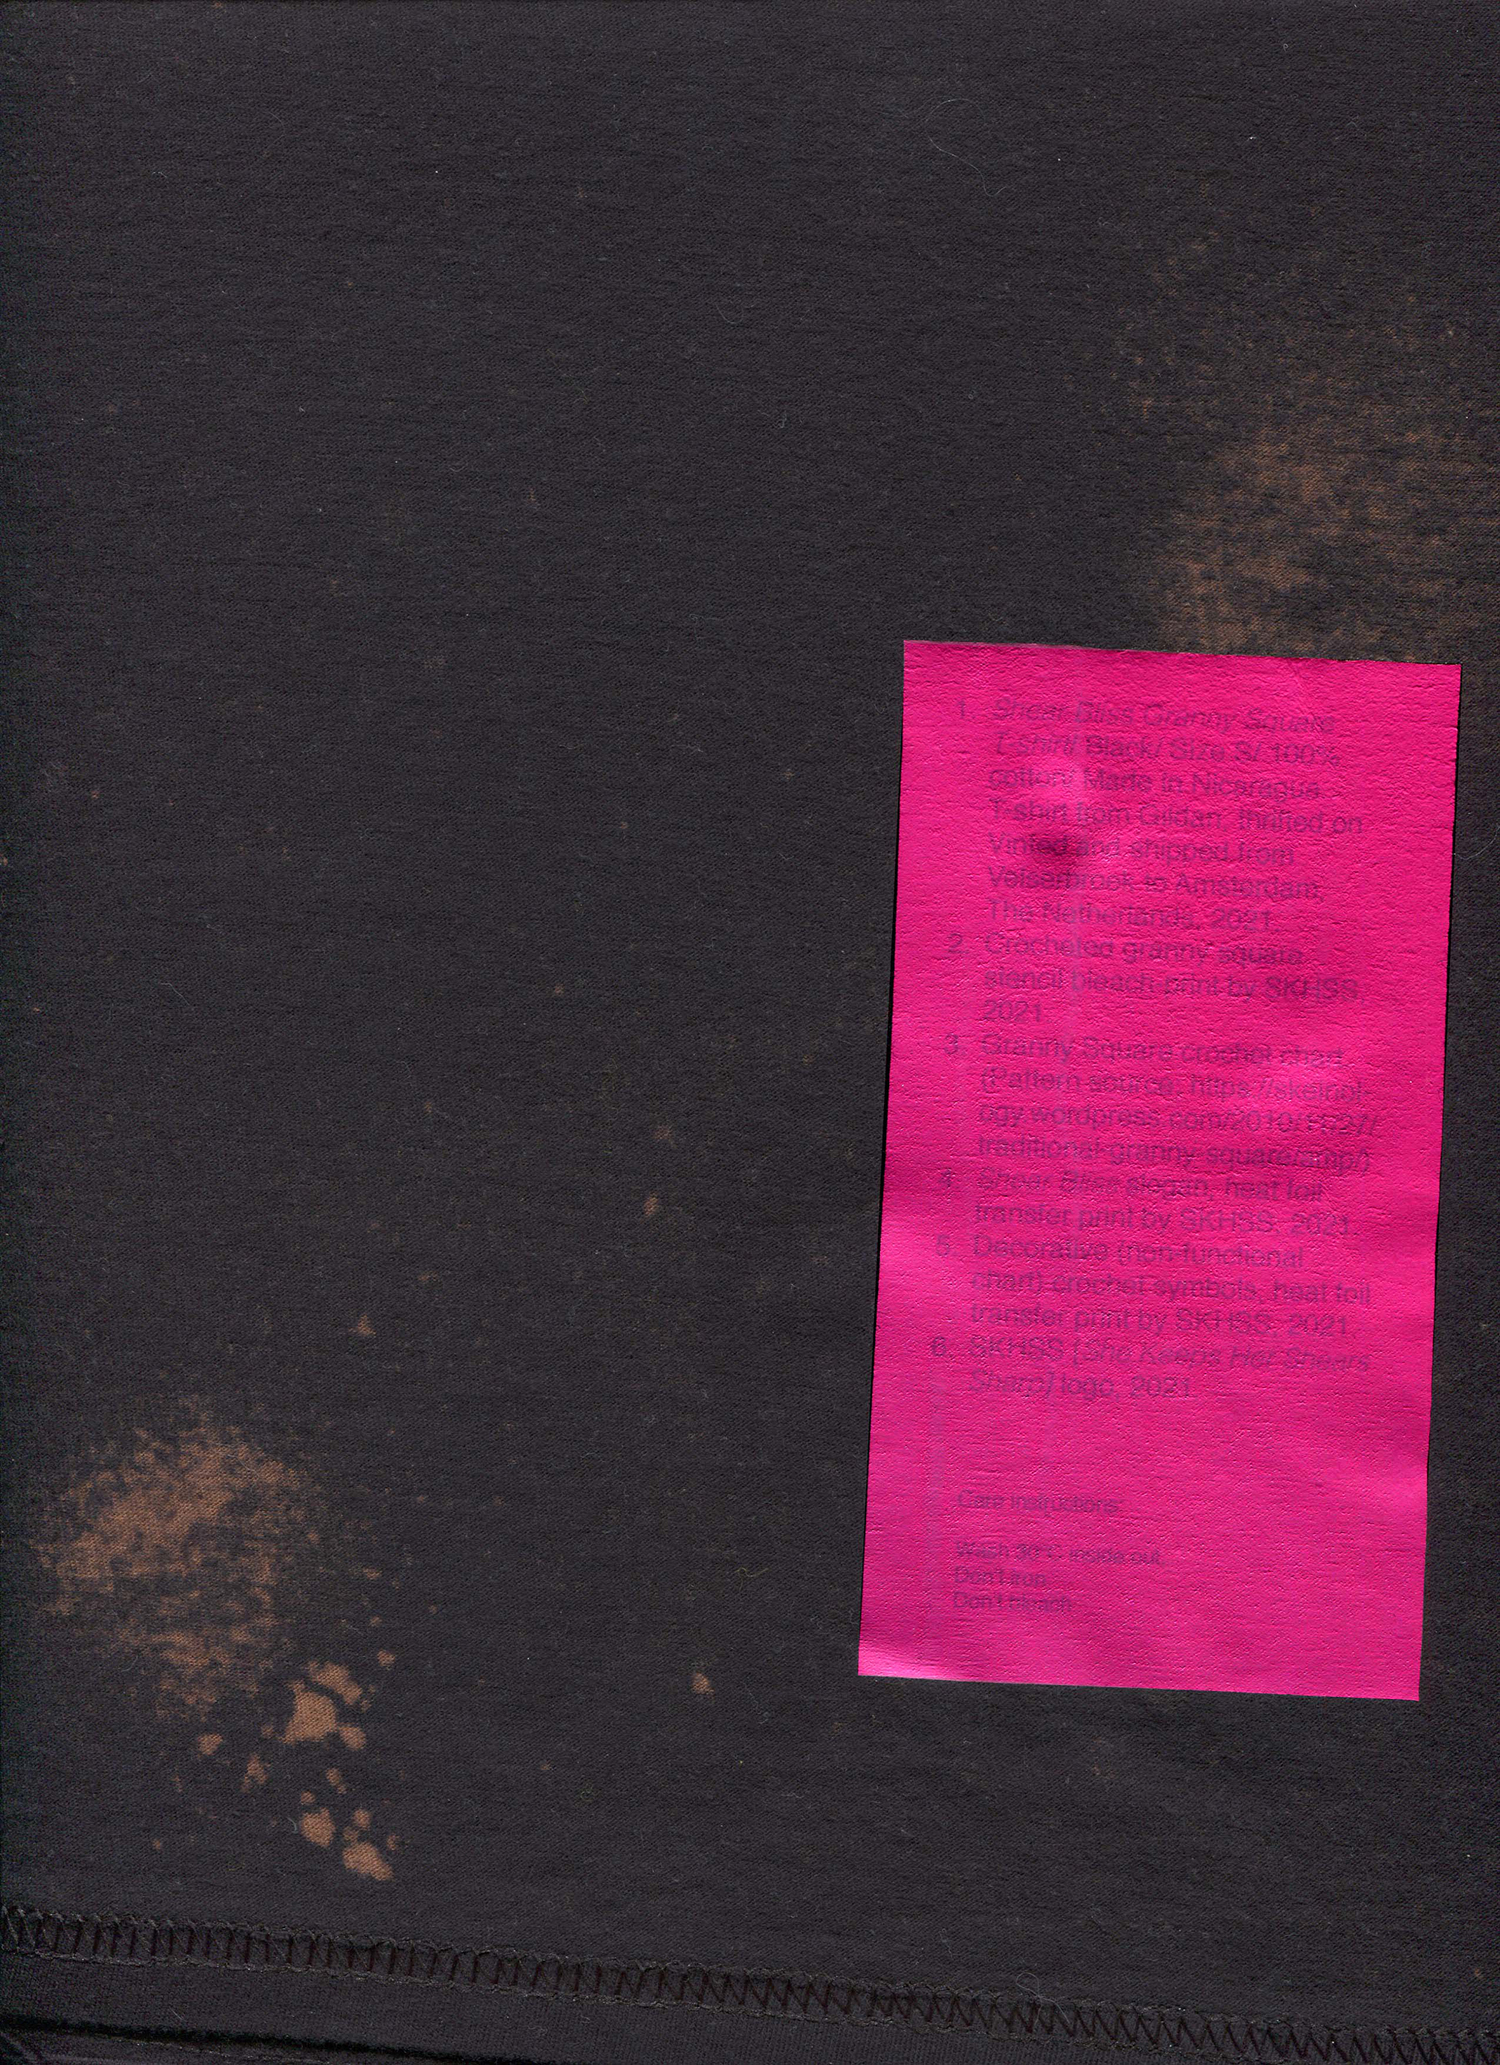 1. Shear Bliss Granny Square
T-shirt/ Black/ Size S/ 100%
cotton/ Made in Nicaragua.
T-shirt from Gildan, thrifted on
Vinted and shipped from
Velserbroek to Amsterdam,
The Netherlands, 2021.
2. Crocheted granny square
stencil bleach print by SKHSS,
2021.
3. Granny Square crochet chart.
(Pattern source: https://skeinol-
ogy.wordpress.com/2010/10/27/
traditional-granny-square/amp/)
4. Shear Bliss slogan, heat foil
transfer print by SKHSS, 2021.
5. Decorative (non-functional
chart) crochet symbols, heat foil
transfer print by SKHSS, 2021.
6. SKHSS [She Keeps Her Shears
Sharp] logo, 2021.
Care instructions:
Wash 30°C inside out,
Don't iron
Don't bleach